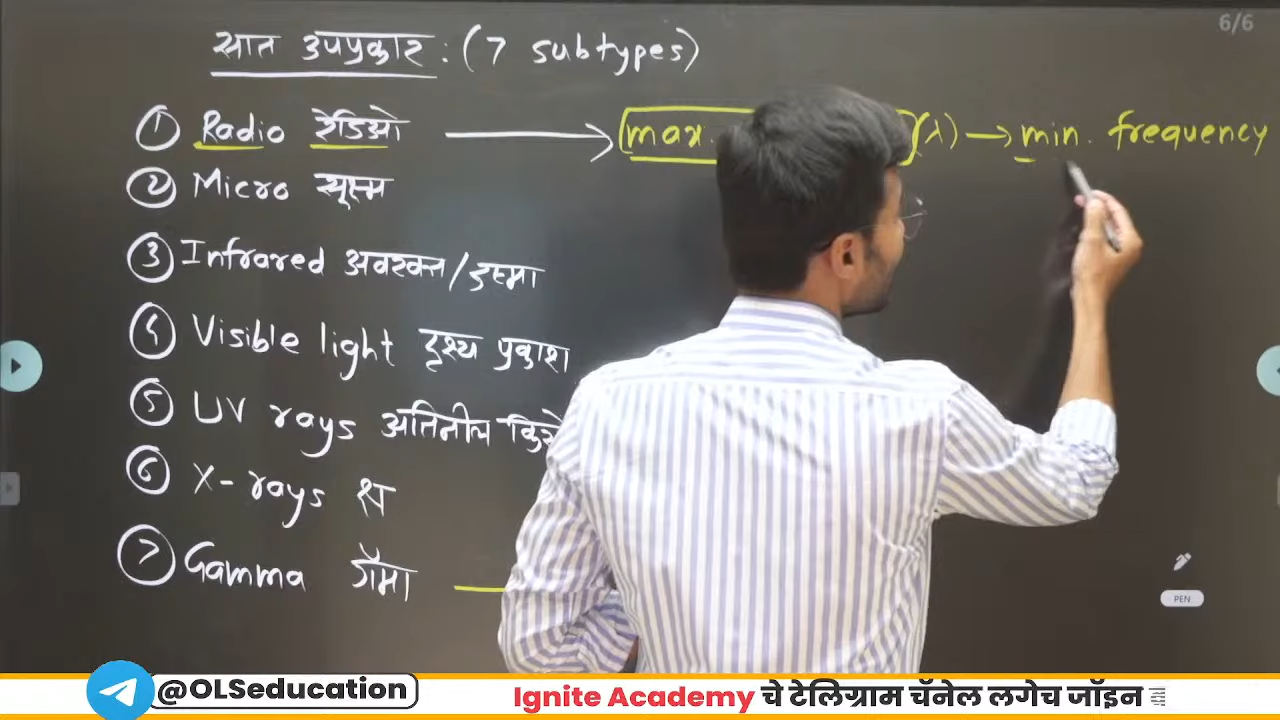 6/6
सात उपप्रकार : (7 subtypes)
① Radio रेडिओ → max. (λ) → min. frequency
② Micro सूक्ष्म
③ Infrared अवरक्त/उष्मा
④ Visible light दृश्य प्रकाश
⑤ UV rays अतिनील
⑥ X-rays क्ष
⑦ Gamma गॅमा
PEN
@OLSeducation
Ignite Academy चे टेलिग्राम चॅनेल लगेच जॉइन